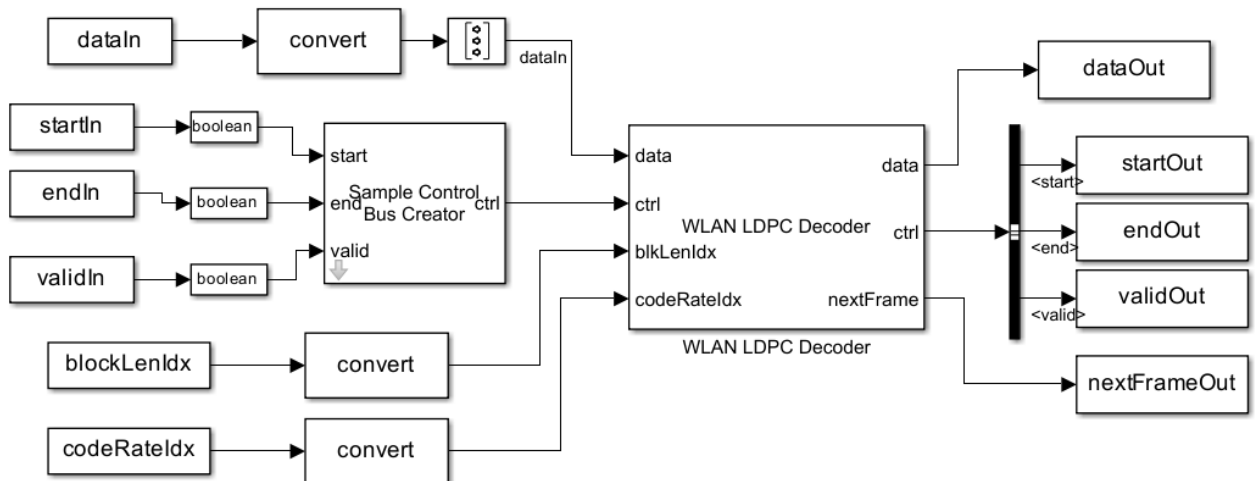 dataIn
convert
dataIn
dataOut
startIn
boolean
endIn
boolean
validIn
boolean
start
end
valid
Sample Control
Bus Creator
ctrl
data
ctrl
blkLenIdx
codeRateIdx
WLAN LDPC Decoder
data
ctrl
nextFrame
WLAN LDPC Decoder
<start>
startOut
<end>
endOut
<valid>
validOut
nextFrameOut
blockLenIdx
convert
codeRateIdx
convert